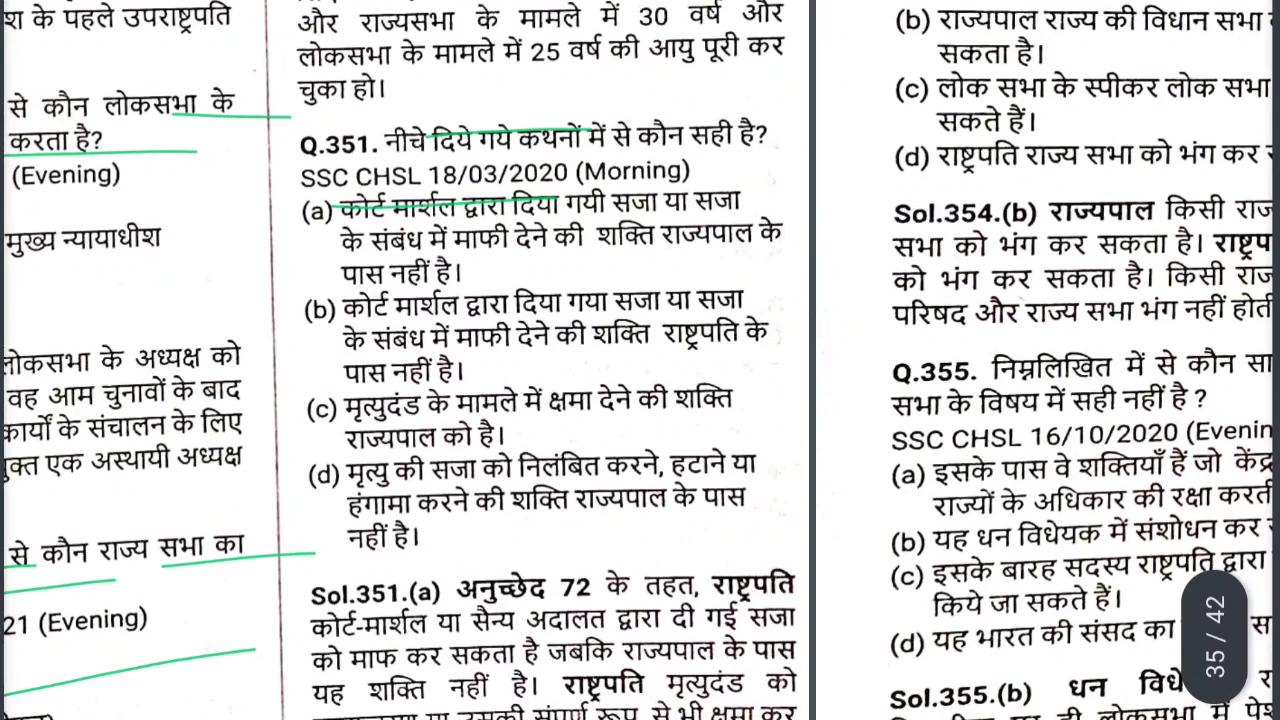 श के पहले उपराष्ट्रपति
से कौन लोकसभा के
करता है?
(Evening)
मुख्य न्यायाधीश
लोकसभा के अध्यक्ष को
वह आम चुनावों के बाद
कार्यों के संचालन के लिए
एक अस्थायी अध्यक्ष
से कौन राज्य सभा का
21 (Evening)
और राज्यसभा के मामले में 30 वर्ष और
लोकसभा के मामले में 25 वर्ष की आयु पूरी कर
चुका हो।
Q.351. नीचे दिये गये कथनों में से कौन सही है?
SSC CHSL 18/03/2020 (Morning)
(a) कोर्ट मार्शल द्वारा दिया गयी सजा या सजा
के संबंध में माफी देने की शक्ति राज्यपाल के
पास नहीं है।
(b) कोर्ट मार्शल द्वारा दिया गया सजा या सजा
के संबंध में माफी देने की शक्ति राष्ट्रपति के
पास नहीं है।
(c) मृत्युदंड के मामले में क्षमा देने की शक्ति
राज्यपाल को है।
(d) मृत्यु की सजा को निलंबित करने, हटाने या
हंगामा करने की शक्ति राज्यपाल के पास
नहीं है।
Sol.351.(a) अनुच्छेद 72 के तहत, राष्ट्रपति
कोर्ट-मार्शल या सैन्य अदालत द्वारा दी गई सजा
को माफ कर सकता है जबकि राज्यपाल के पास
यह शक्ति नहीं है। राष्ट्रपति मृत्युदंड को
या उसकी संपूर्ण रूप से भी क्षमा कर
(b) राज्यपाल राज्य की विधान सभा
सकता है।
(c) लोक सभा के स्पीकर लोक सभा
सकते हैं।
(d) राष्ट्रपति राज्य सभा को भंग कर
Sol.354.(b) राज्यपाल किसी राज
सभा को भंग कर सकता है। राष्ट्रप
को भंग कर सकता है। किसी राज
परिषद और राज्य सभा भंग नहीं होती
Q.355. निम्नलिखित में से कौन सा
सभा के विषय में सही नहीं है ?
SSC CHSL 16/10/2020 (Evenin
(a) इसके पास वे शक्तियाँ हैं जो केंद्र
राज्यों के अधिकार की रक्षा करती
(b) यह धन विधेयक में संशोधन कर
(c) इसके बारह सदस्य राष्ट्रपति द्वारा
किये जा सकते हैं।
(d) यह भारत की संसद का
Sol.355.(b) धन विधे
35 / 42